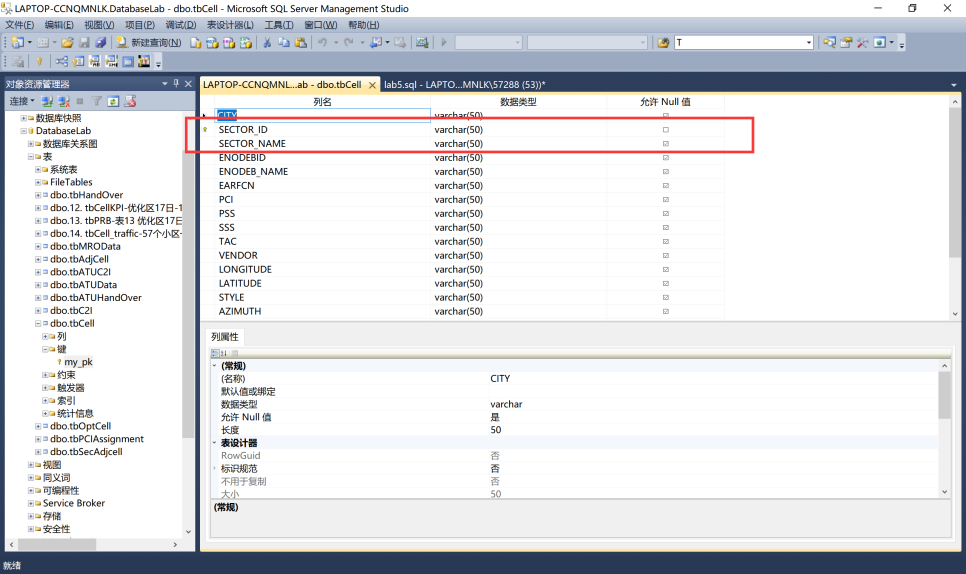 LAPTOP-CCNQMNLK.DatabaseLab - dbo.tbCell - Microsoft SQL Server Management Studio
文件(F) 编辑(E) 视图(V) 项目(P) 调试(D) 表设计器(L) 工具(T) 窗口(W) 帮助(H)
新建查询(N) T
对象资源管理器
连接
数据库快照
DatabaseLab
数据库关系图
表
系统表
FileTables
dbo.tbHandOver
dbo.12. tbCellKPI-优化区17日-1
dbo.13. tbPRB-表13 优化区17日
dbo.14. tbCell_traffic-57个小区-
dbo.tbMROData
dbo.tbAdjCell
dbo.tbATUC2I
dbo.tbATUData
dbo.tbATUHandOver
dbo.tbC2I
dbo.tbCell
列
键
my_pk
约束
触发器
索引
统计信息
dbo.tbOptCell
dbo.tbPCIAssignment
dbo.tbSecAdjcell
视图
同义词
可编程性
Service Broker
存储
安全性
LAPTOP-CCNQMNL...ab - dbo.tbCell lab5.sql - LAPTO...MNLK\57288 (53))*
列名 数据类型 允许 Null 值
CITY varchar(50)
SECTOR_ID varchar(50)
SECTOR_NAME varchar(50)
ENODEBID varchar(50)
ENODEB_NAME varchar(50)
EARFCN varchar(50)
PCI varchar(50)
PSS varchar(50)
SSS varchar(50)
TAC varchar(50)
VENDOR varchar(50)
LONGITUDE varchar(50)
LATITUDE varchar(50)
STYLE varchar(50)
AZIMUTH varchar(50)
列属性
(常规)
(名称) CITY
默认值或绑定
数据类型 varchar
允许 Null 值 是
长度 50
表设计器
RowGuid 否
标识规范 否
不用于复制 否
大小 50
(常规)
就绪